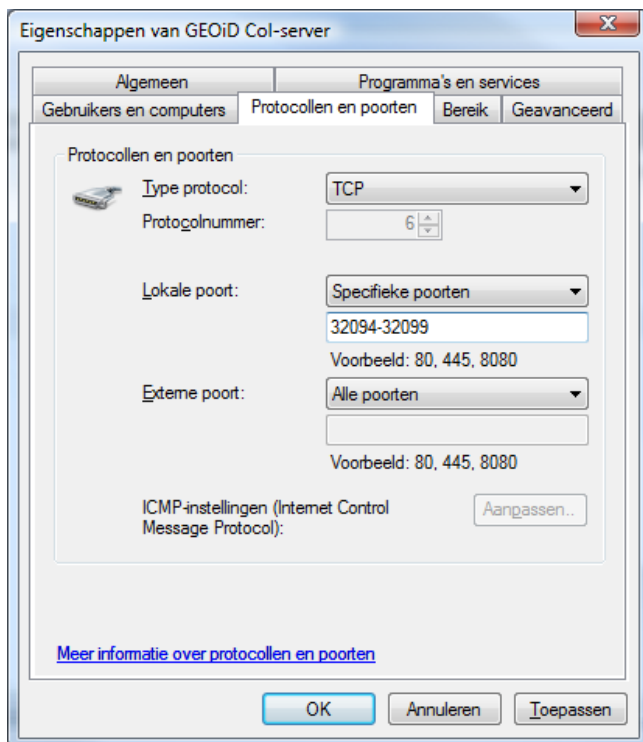 Eigenschappen van GEOiD Col-server
Algemeen
Programma's en services
Gebruikers en computers
Protocollen en poorten
Bereik
Geavanceerd
Protocollen en poorten
Type protocol:
TCP
Protocolnummer:
6
Lokale poort:
Specifieke poorten
32094-32099
Voorbeeld: 80, 445, 8080
Externe poort:
Alle poorten
Voorbeeld: 80, 445, 8080
ICMP-instellingen (Internet Control
Message Protocol):
Aanpassen..
Meer informatie over protocollen en poorten
OK
Annuleren
Toepassen